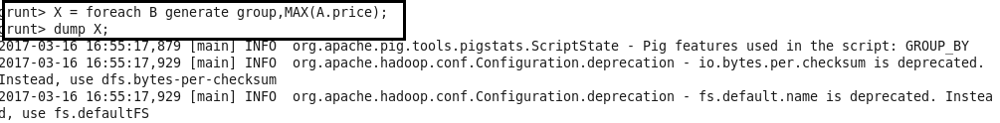 grunt> X = foreach B generate group,MAX(A.price);
grunt> dump X;
2017-03-16 16:55:17,879 [main] INFO  org.apache.pig.tools.pigstats.ScriptState - Pig features used in the script: GROUP_BY
2017-03-16 16:55:17,929 [main] INFO  org.apache.hadoop.conf.Configuration.deprecation - io.bytes.per.checksum is deprecated.
Instead, use dfs.bytes-per-checksum
2017-03-16 16:55:17,929 [main] INFO  org.apache.hadoop.conf.Configuration.deprecation - fs.default.name is deprecated. Instea
d, use fs.defaultFS